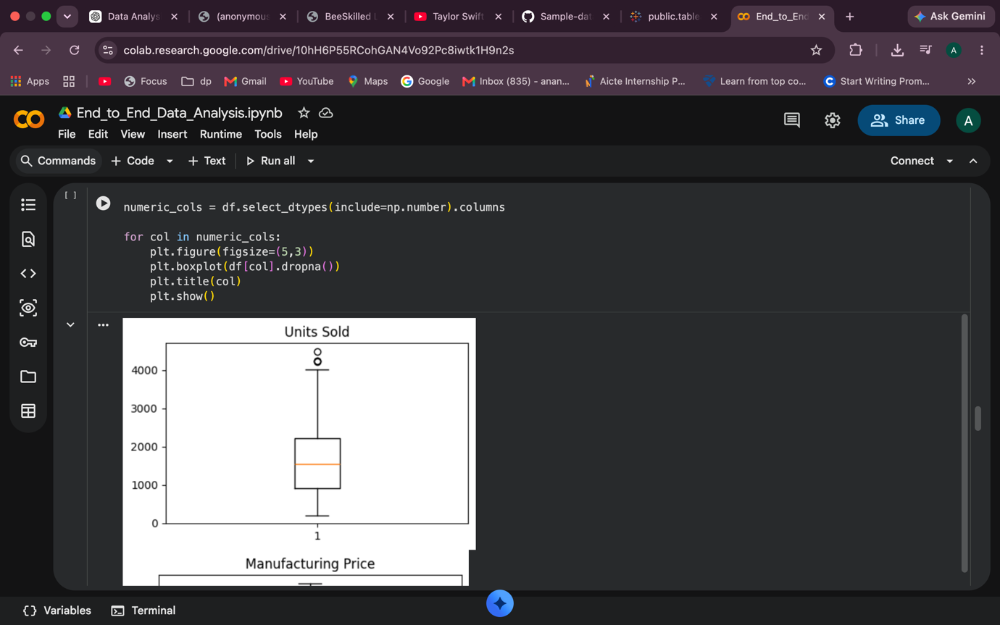 Data Analys
(anonymous
BeeSkilled L
Taylor Swift
Sample-dat
public.table
End_to_End
Ask Gemini
colab.research.google.com/drive/10hH6P55RCohGAN4Vo92Pc8iwtk1H9n2s
A
Apps
Focus
dp
Gmail
YouTube
Maps
Google
Inbox (835) - anan...
Aicte Internship P...
Learn from top co...
Start Writing Prom...
»
End_to_End_Data_Analysis.ipynb
File Edit View Insert Runtime Tools Help
Share
A
Commands
+ Code
+ Text
Run all
Connect
[ ]
numeric_cols = df.select_dtypes(include=np.number).columns
for col in numeric_cols:
    plt.figure(figsize=(5,3))
    plt.boxplot(df[col].dropna())
    plt.title(col)
    plt.show()
Units Sold
4000
3000
2000
1000
0
1
Manufacturing Price
Variables
Terminal